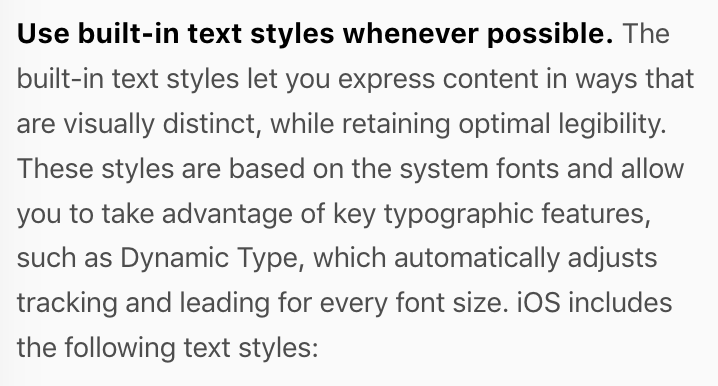 Use built-in text styles whenever possible. The
built-in text styles let you express content in ways that
are visually distinct, while retaining optimal legibility.
These styles are based on the system fonts and allow
you to take advantage of key typographic features,
such as Dynamic Type, which automatically adjusts
tracking and leading for every font size. iOS includes
the following text styles: